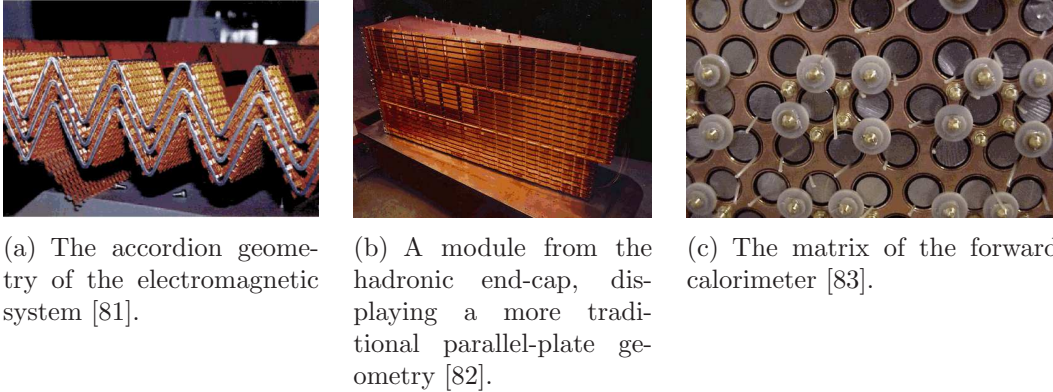 (a) The accordion geome-
try of the electromagnetic
system [81].
(b) A module from the
hadronic end-cap, dis-
playing a more tradi-
tional parallel-plate ge-
ometry [82].
(c) The matrix of the forward
calorimeter [83].